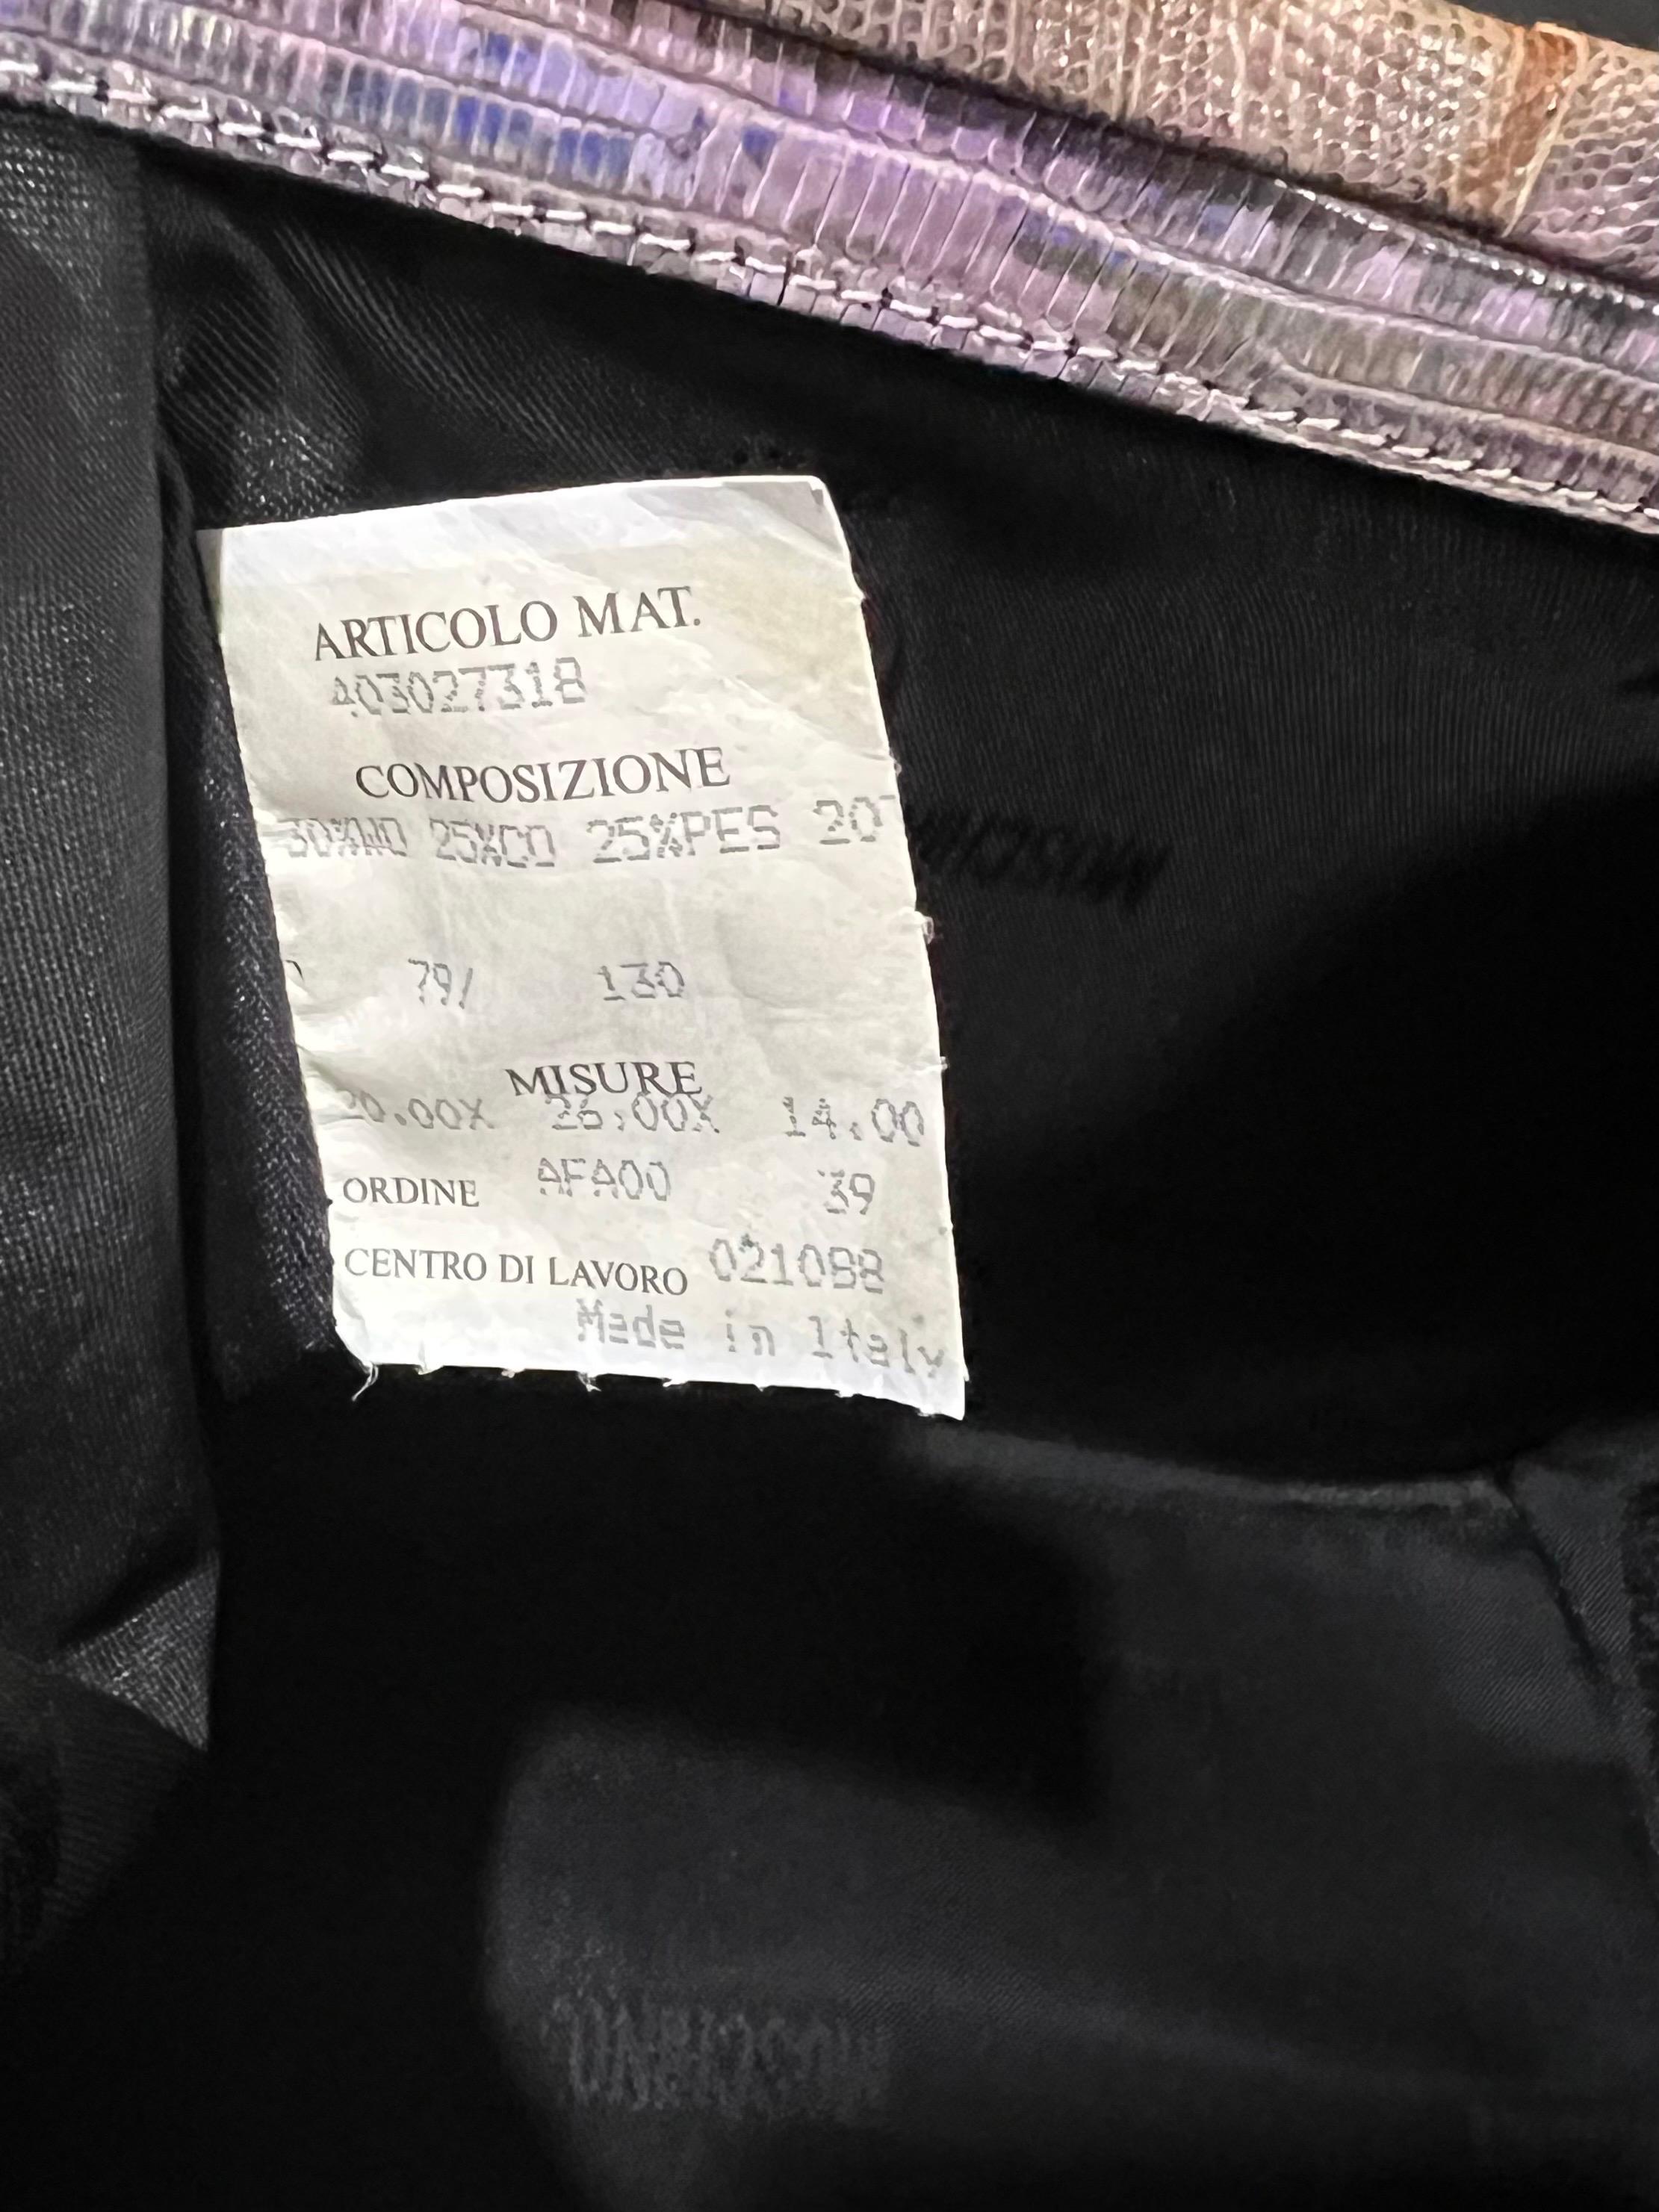 ARTICOLO MAT.
403027318
COMPOSIZIONE
30%WO 25%CO 25%PES 20
79/ 130
MISURE
20.00X 26.00X 14.00
ORDINE AFA00 39
CENTRO DI LAVORO 021088
Made in Italy